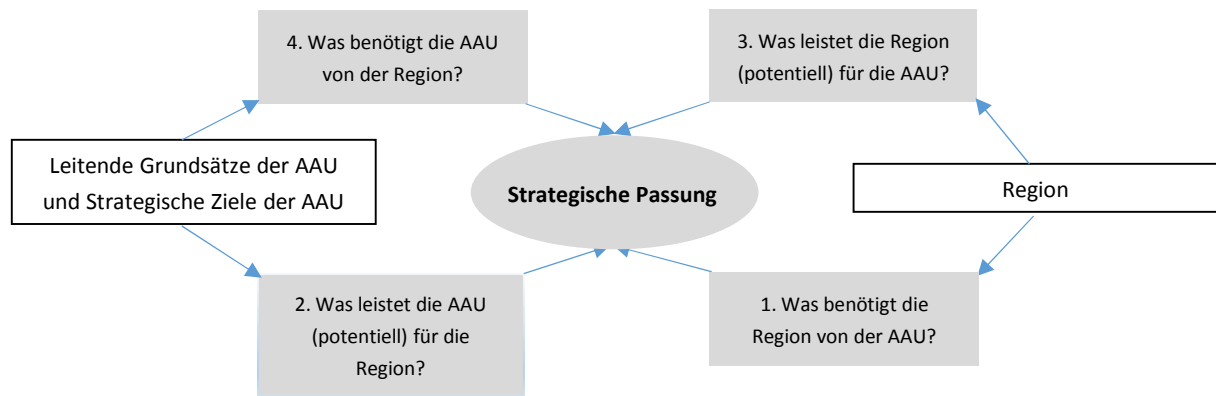 4. Was benötigt die AAU
von der Region?
3. Was leistet die Region
(potentiell) für die AAU?
Leitende Grundsätze der AAU
und Strategische Ziele der AAU
Strategische Passung
Region
2. Was leistet die AAU
(potentiell) für die
Region?
1. Was benötigt die
Region von der AAU?